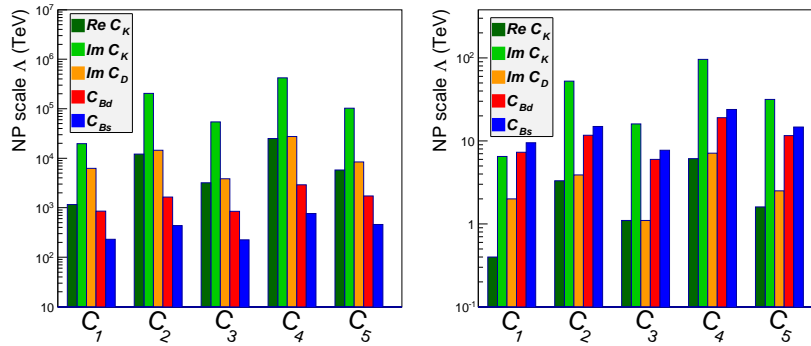 NP scale Λ (TeV)
10^7
10^6
10^5
10^4
10^3
10^2
10
Re C_K
Im C_K
Im C_D
C_Bd
C_Bs
C_1 C_2 C_3 C_4 C_5
NP scale Λ (TeV)
10^2
10
1
10^-1
Re C_K
Im C_K
Im C_D
C_Bd
C_Bs
C_1 C_2 C_3 C_4 C_5